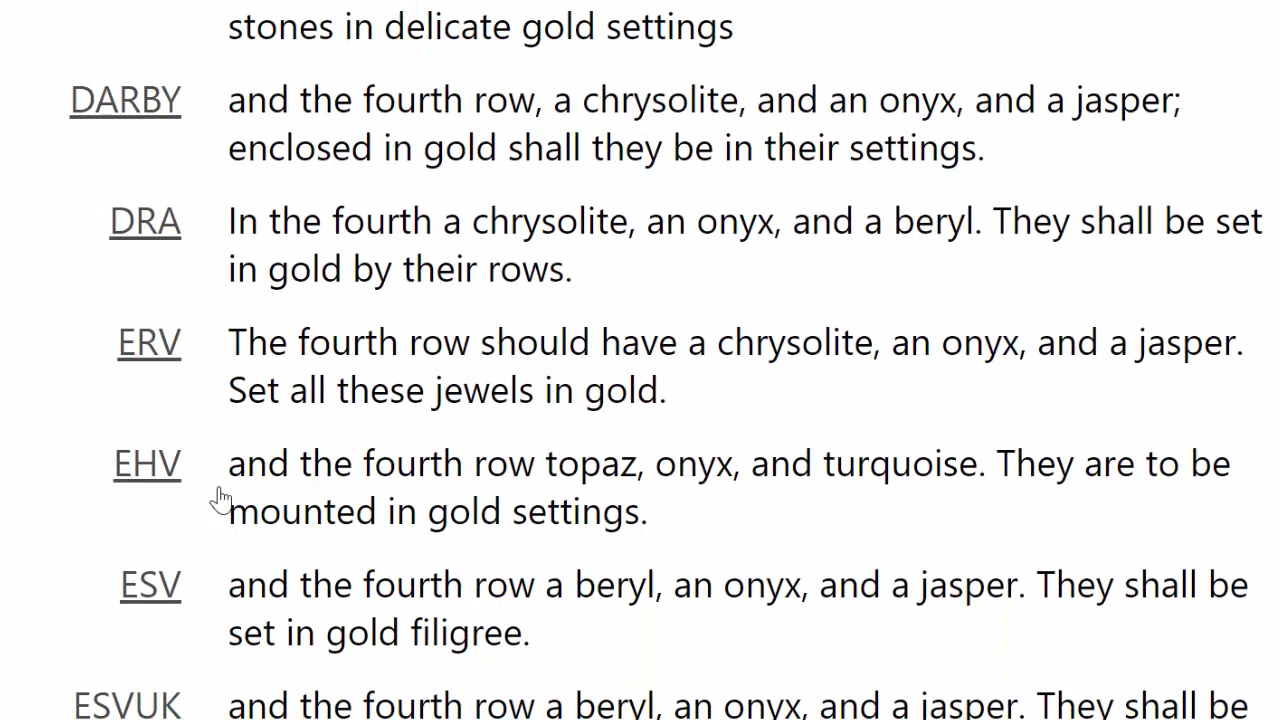 stones in delicate gold settings
DARBY and the fourth row, a chrysolite, and an onyx, and a jasper;
enclosed in gold shall they be in their settings.
DRA In the fourth a chrysolite, an onyx, and a beryl. They shall be set
in gold by their rows.
ERV The fourth row should have a chrysolite, an onyx, and a jasper.
Set all these jewels in gold.
EHV and the fourth row topaz, onyx, and turquoise. They are to be
mounted in gold settings.
ESV and the fourth row a beryl, an onyx, and a jasper. They shall be
set in gold filigree.
ESVUK and the fourth row a beryl, an onyx, and a jasper. They shall be